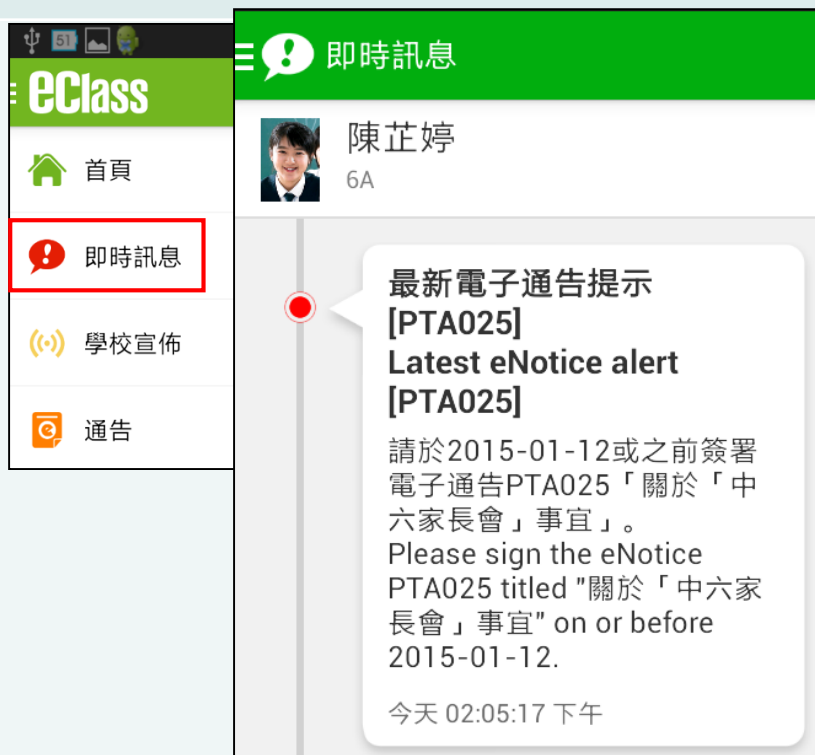 51
eClass
首頁
即時訊息
學校宣佈
通告
即時訊息
陳芷婷
6A
最新電子通告提示
[PTA025]
Latest eNotice alert
[PTA025]
請於2015-01-12或之前簽署
電子通告PTA025「關於「中
六家長會」事宜」。
Please sign the eNotice
PTA025 titled "關於「中六家
長會」事宜" on or before
2015-01-12.
今天 02:05:17 下午